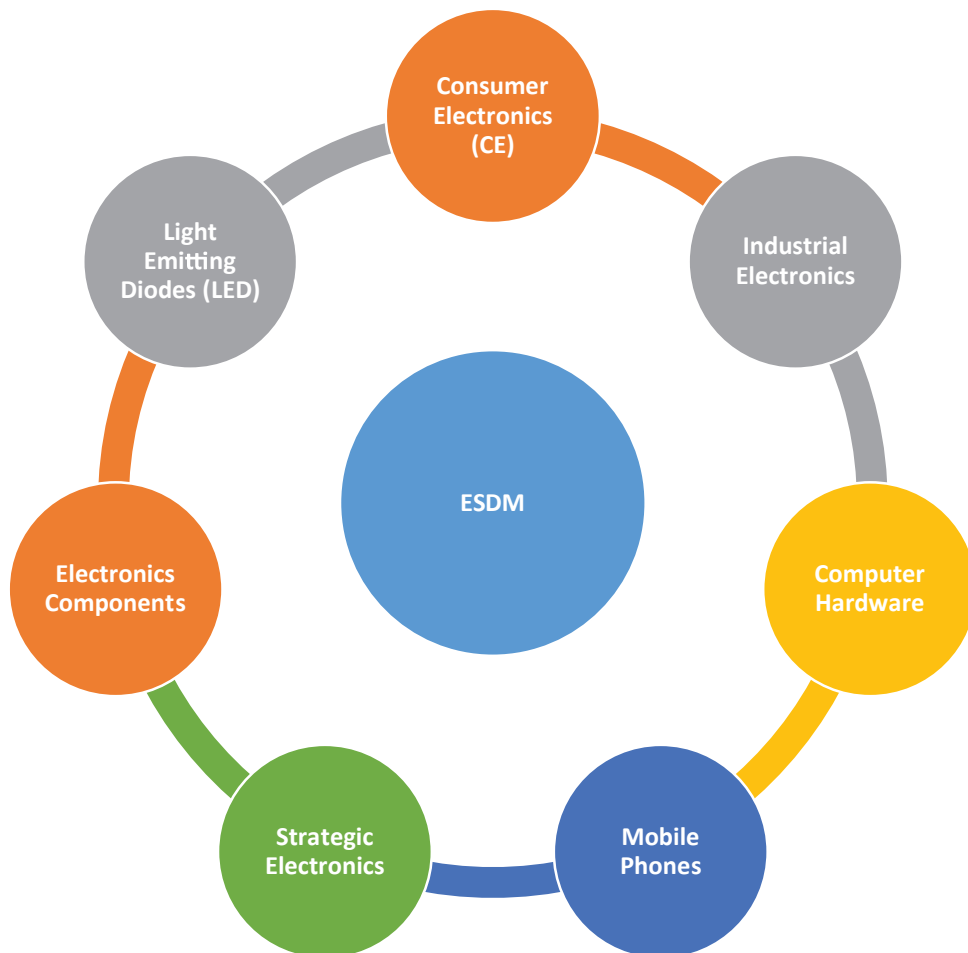 Consumer
Electronics
(CE)
Light
Emitting
Diodes (LED)
Industrial
Electronics
ESDM
Electronics
Components
Computer
Hardware
Strategic
Electronics
Mobile
Phones